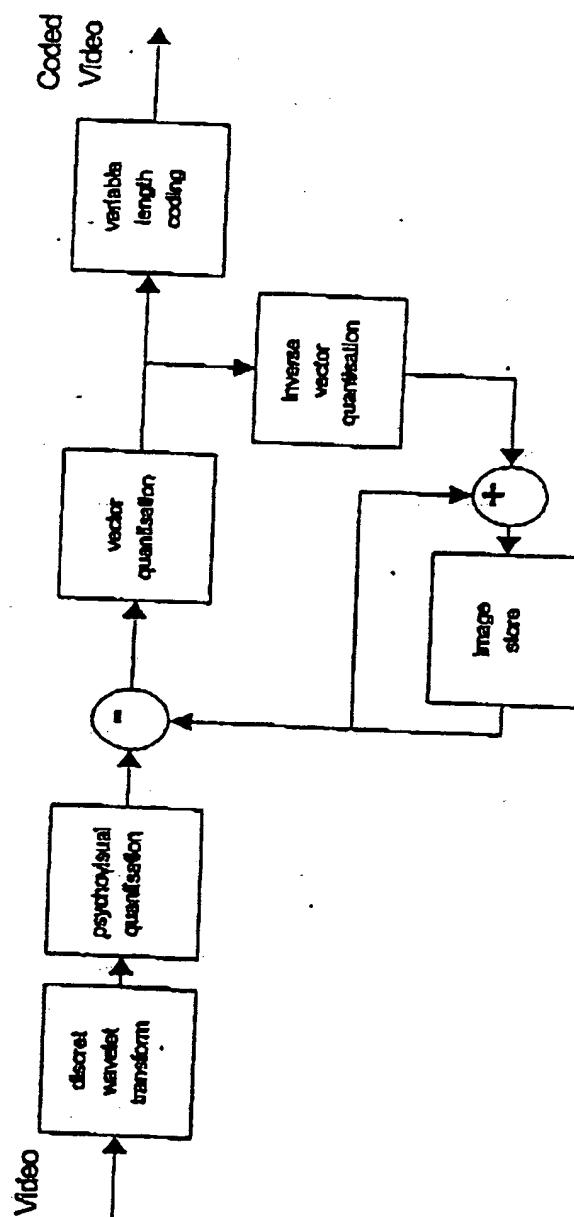 Video
discret
wavelet
transform
psychovisual
quantisation
-
vector
quantisation
variable
length
coding
Coded
Video
inverse
vector
quantisation
+
image
store